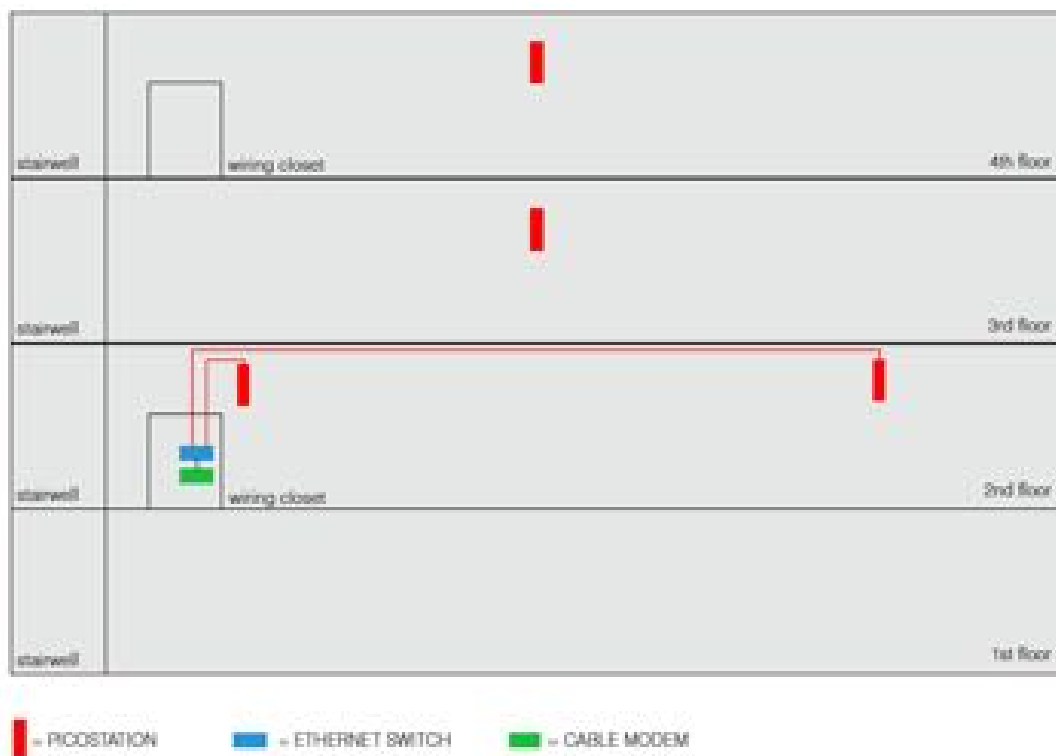 stairwell
wiring closet
4th floor
stairwell
3rd floor
stairwell
wiring closet
2nd floor
stairwell
1st floor
= PICOSTATION
= ETHERNET SWITCH
= CABLE MODEM